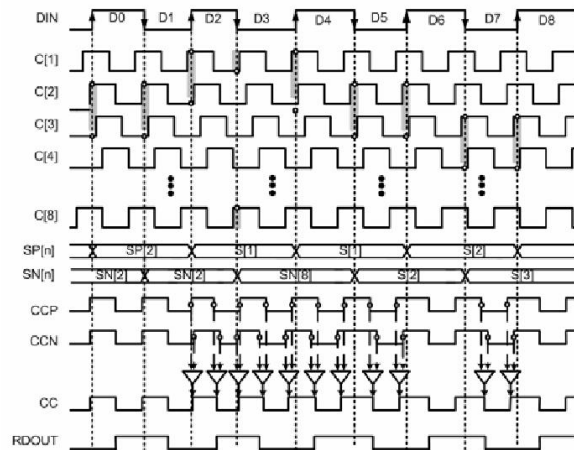 DIN D0 D1 D2 D3 D4 D5 D6 D7 D8
C[1]
C[2]
C[3]
C[4]
C[8]
SP[n] SP[2] S[1] S[1] S[2]
SN[n] SN[2] SN[2] SN[8] S[2] S[3]
CCP
CCN
CC
RDOUT